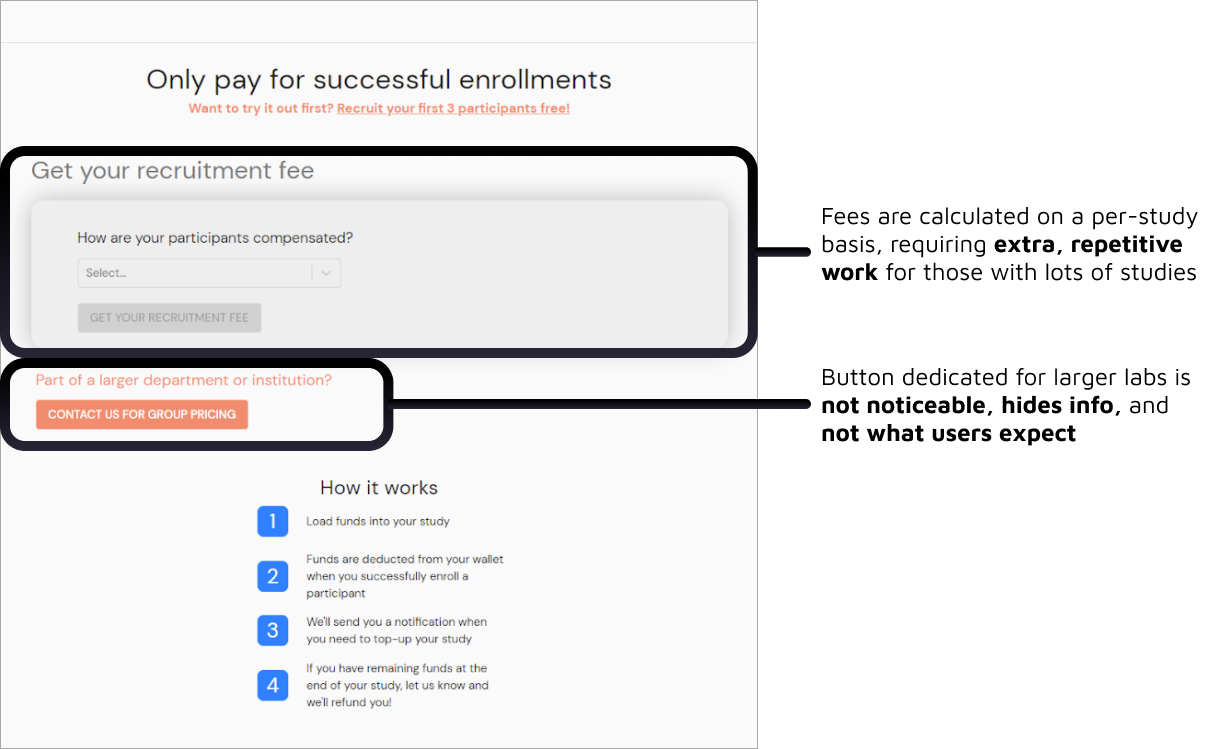 Only pay for successful enrollments
Want to try it out first? Recruit your first 3 participants free!
Get your recruitment fee
How are your participants compensated?
Select...
GET YOUR RECRUITMENT FEE
Fees are calculated on a per-study
basis, requiring extra, repetitive
work for those with lots of studies
Part of a larger department or institution?
CONTACT US FOR GROUP PRICING
Button dedicated for larger labs is
not noticeable, hides info, and
not what users expect
How it works
1 Load funds into your study
2 Funds are deducted from your wallet
when you successfully enroll a
participant
3 We'll send you a notification when
you need to top-up your study
4 If you have remaining funds at the
end of your study, let us know and
we'll refund you!